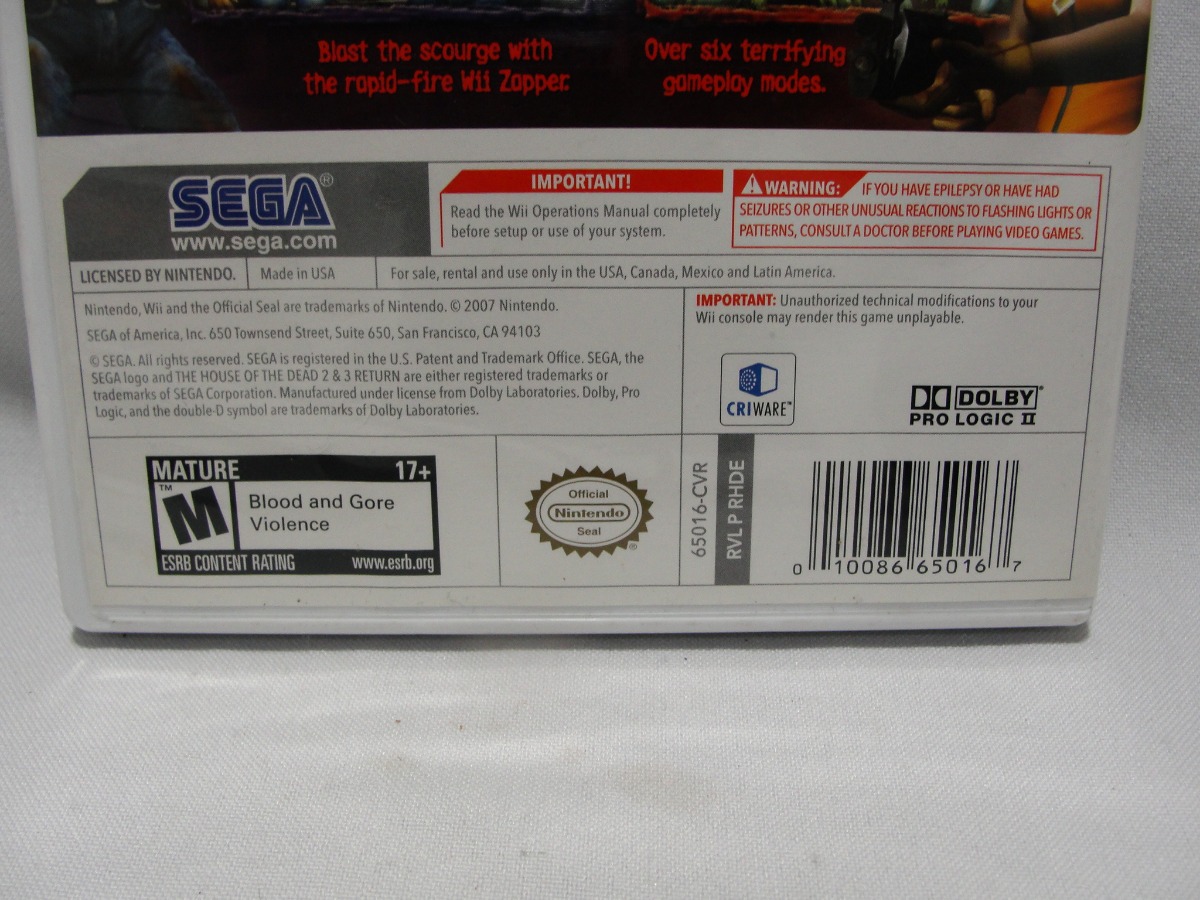 Blast the scourge with
the rapid-fire Wii Zapper.
Over six terrifying
gameplay modes.
SEGA®
www.sega.com
IMPORTANT!
Read the Wii Operations Manual completely
before setup or use of your system.
WARNING: IF YOU HAVE EPILEPSY OR HAVE HAD
SEIZURES OR OTHER UNUSUAL REACTIONS TO FLASHING LIGHTS OR
PATTERNS, CONSULT A DOCTOR BEFORE PLAYING VIDEO GAMES.
LICENSED BY NINTENDO.
Made in USA
For sale, rental and use only in the USA, Canada, Mexico and Latin America.
Nintendo, Wii and the Official Seal are trademarks of Nintendo. © 2007 Nintendo.
SEGA of America, Inc. 650 Townsend Street, Suite 650, San Francisco, CA 94103
© SEGA. All rights reserved. SEGA is registered in the U.S. Patent and Trademark Office. SEGA, the
SEGA logo and THE HOUSE OF THE DEAD 2 & 3 RETURN are either registered trademarks or
trademarks of SEGA Corporation. Manufactured under license from Dolby Laboratories. Dolby, Pro
Logic, and the double-D symbol are trademarks of Dolby Laboratories.
IMPORTANT: Unauthorized technical modifications to your
Wii console may render this game unplayable.
CRIWARE™
DOLBY®
PRO LOGIC II
MATURE 17+
M™
Blood and Gore
Violence
ESRB CONTENT RATING www.esrb.org
Official
Nintendo
Seal®
65016-CVR
RVL P RHDE
0 10086 65016 7